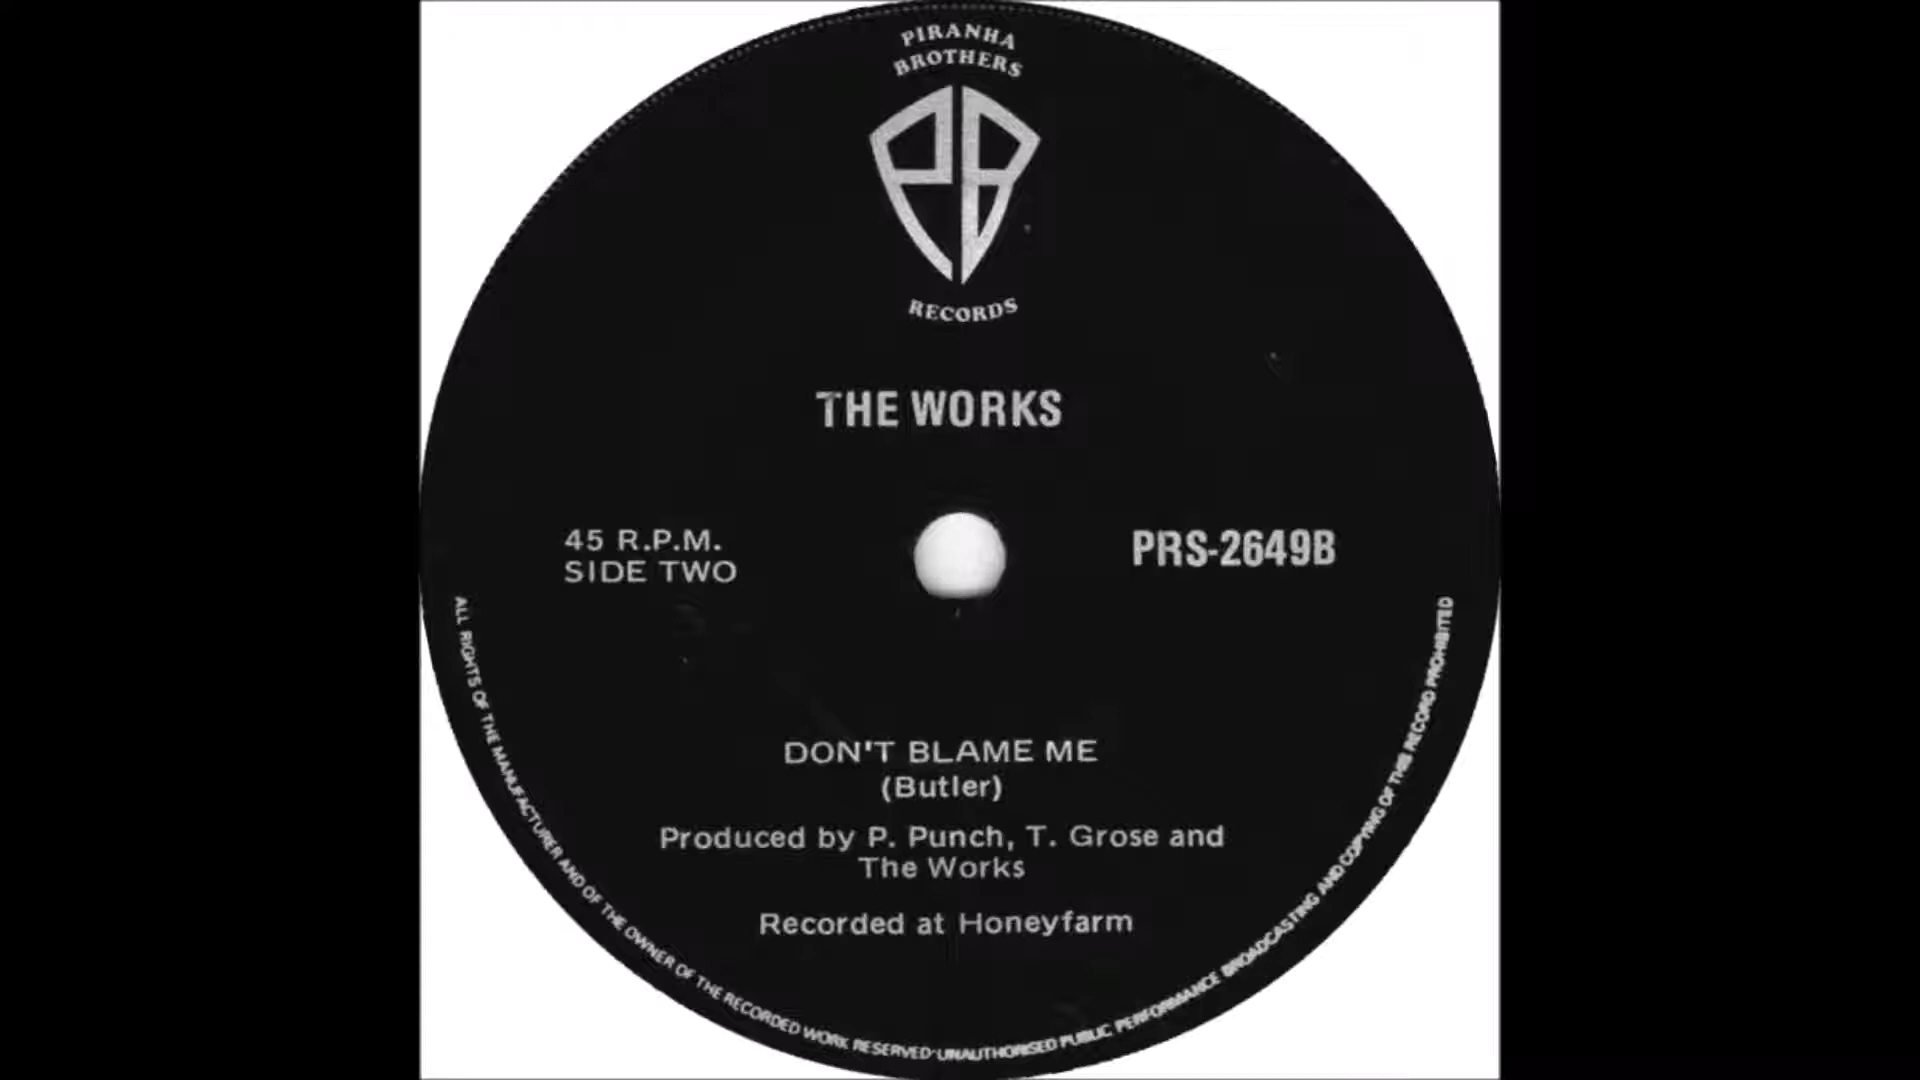 PIRANHA
BROTHERS
PB
RECORDS
THE WORKS
45 R.P.M.
SIDE TWO
PRS-2649B
DON'T BLAME ME
(Butler)
Produced by P. Punch, T. Grose and
The Works
Recorded at Honeyfarm
ALL RIGHTS OF THE MANUFACTURER AND OF THE OWNER OF THE RECORDED WORK RESERVED·UNAUTHORISED PUBLIC PERFORMANCE BROADCASTING AND COPYING OF THIS RECORD PROHIBITED